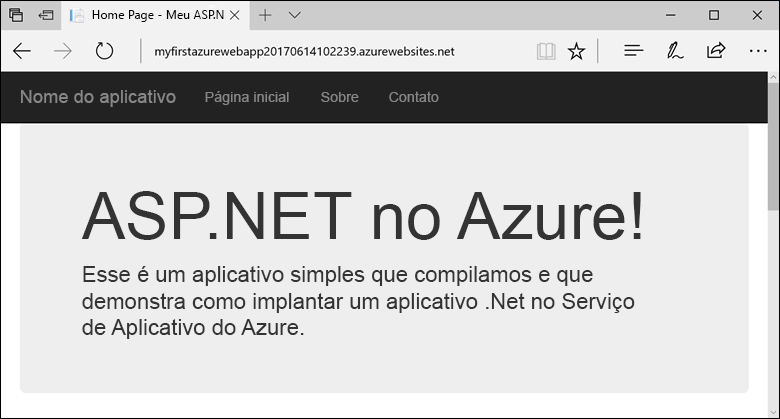 Home Page - Meu ASP.N
myfirstazurewebapp20170614102239.azurewebsites.net
Nome do aplicativo Página inicial Sobre Contato
ASP.NET no Azure!
Esse é um aplicativo simples que compilamos e que
demonstra como implantar um aplicativo .Net no Serviço
de Aplicativo do Azure.